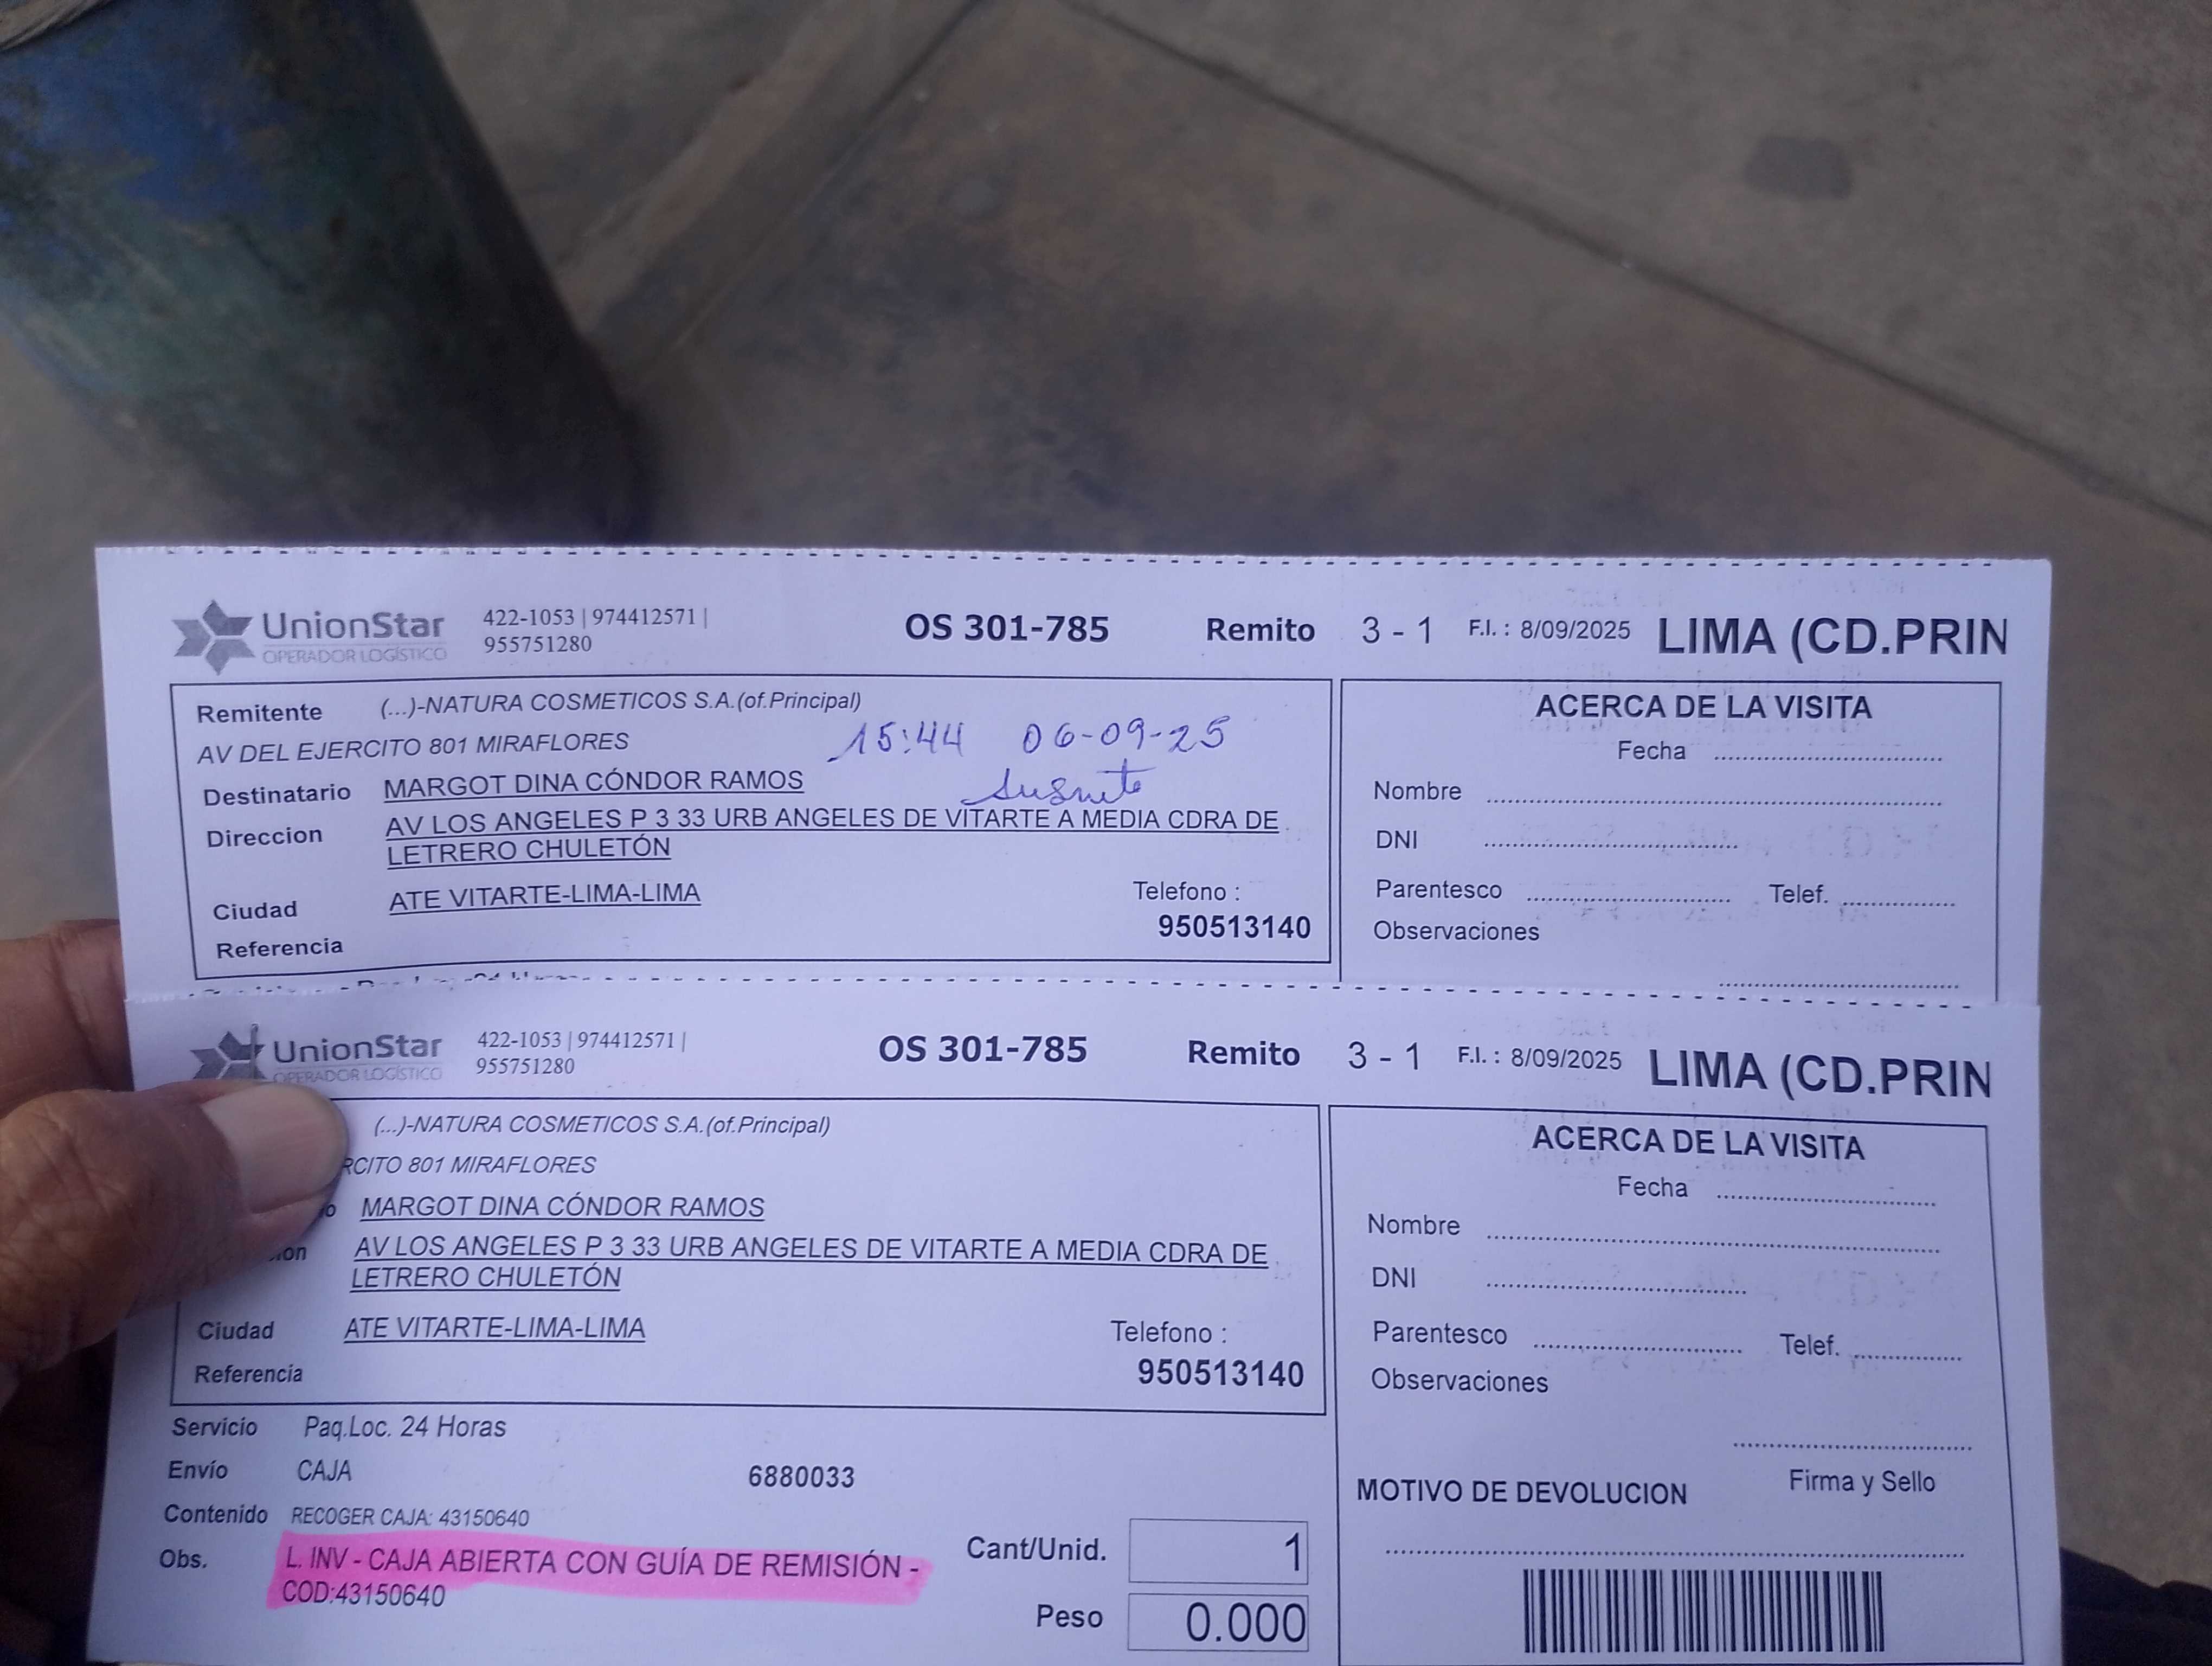 UnionStar
OPERADOR LOGÍSTICO
422-1053 | 974412571 |
955751280
OS 301-785 Remito 3 - 1 F.I. : 8/09/2025 LIMA (CD.PRIN
Remitente (...)-NATURA COSMETICOS S.A.(of.Principal)
AV DEL EJERCITO 801 MIRAFLORES
15:44 06-09-25
Destinatario MARGOT DINA CÓNDOR RAMOS
Direccion AV LOS ANGELES P 3 33 URB ANGELES DE VITARTE A MEDIA CDRA DE
LETRERO CHULETÓN
Ciudad ATE VITARTE-LIMA-LIMA
Telefono :
950513140
Referencia
ACERCA DE LA VISITA
Fecha
Nombre
DNI
Parentesco Telef.
Observaciones
UnionStar
OPERADOR LOGÍSTICO
422-1053 | 974412571 |
955751280
OS 301-785 Remito 3 - 1 F.I. : 8/09/2025 LIMA (CD.PRIN
(...)-NATURA COSMETICOS S.A.(of.Principal)
RCITO 801 MIRAFLORES
MARGOT DINA CÓNDOR RAMOS
AV LOS ANGELES P 3 33 URB ANGELES DE VITARTE A MEDIA CDRA DE
LETRERO CHULETÓN
Ciudad ATE VITARTE-LIMA-LIMA
Telefono :
950513140
Referencia
Servicio Paq.Loc. 24 Horas
Envío CAJA 6880033
Contenido RECOGER CAJA: 43150640
Obs. L. INV - CAJA ABIERTA CON GUÍA DE REMISIÓN -
COD:43150640
Cant/Unid. 1
Peso 0.000
ACERCA DE LA VISITA
Fecha
Nombre
DNI
Parentesco Telef.
Observaciones
Firma y Sello
MOTIVO DE DEVOLUCION